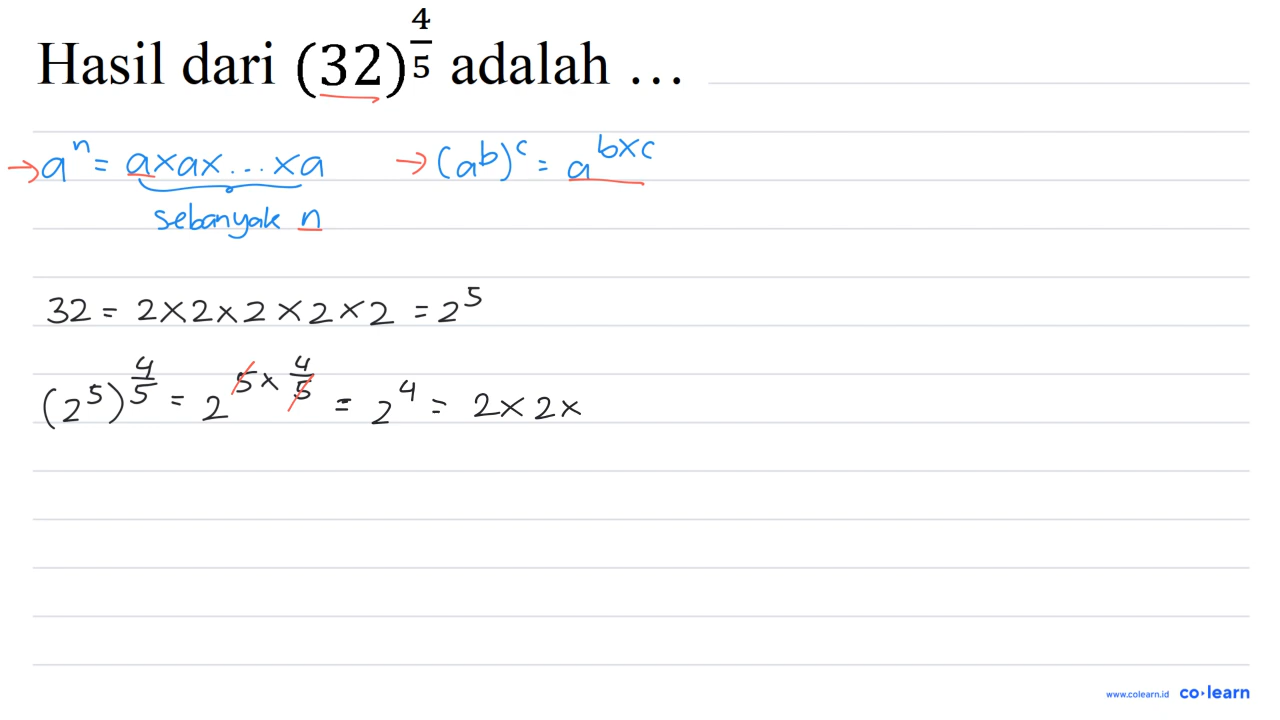 Hasil dari (32)^{4/5} adalah ...
→ a^n = a×a×...×a → (a^b)^c = a^{b×c}
sebanyak n
32 = 2×2×2×2×2 = 2^5
(2^5)^{4/5} = 2^{5×4/5} = 2^4 = 2×2×
www.colearn.id co·learn